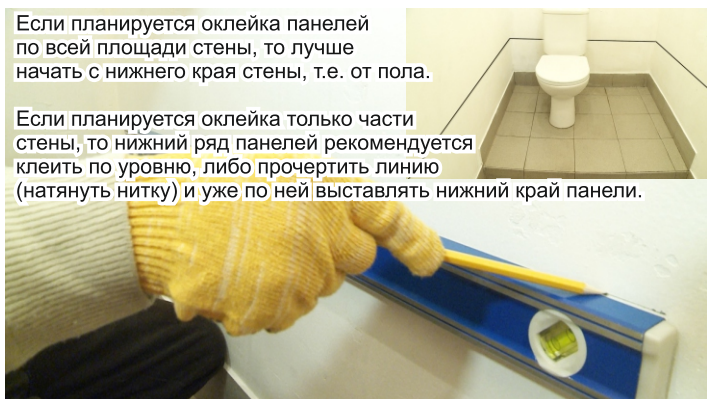 Если планируется оклейка панелей
по всей площади стены, то лучше
начать с нижнего края стены, т.е. от пола.
Если планируется оклейка только части
стены, то нижний ряд панелей рекомендуется
клеить по уровню, либо прочертить линию
(натянуть нитку) и уже по ней выставлять нижний край панели.